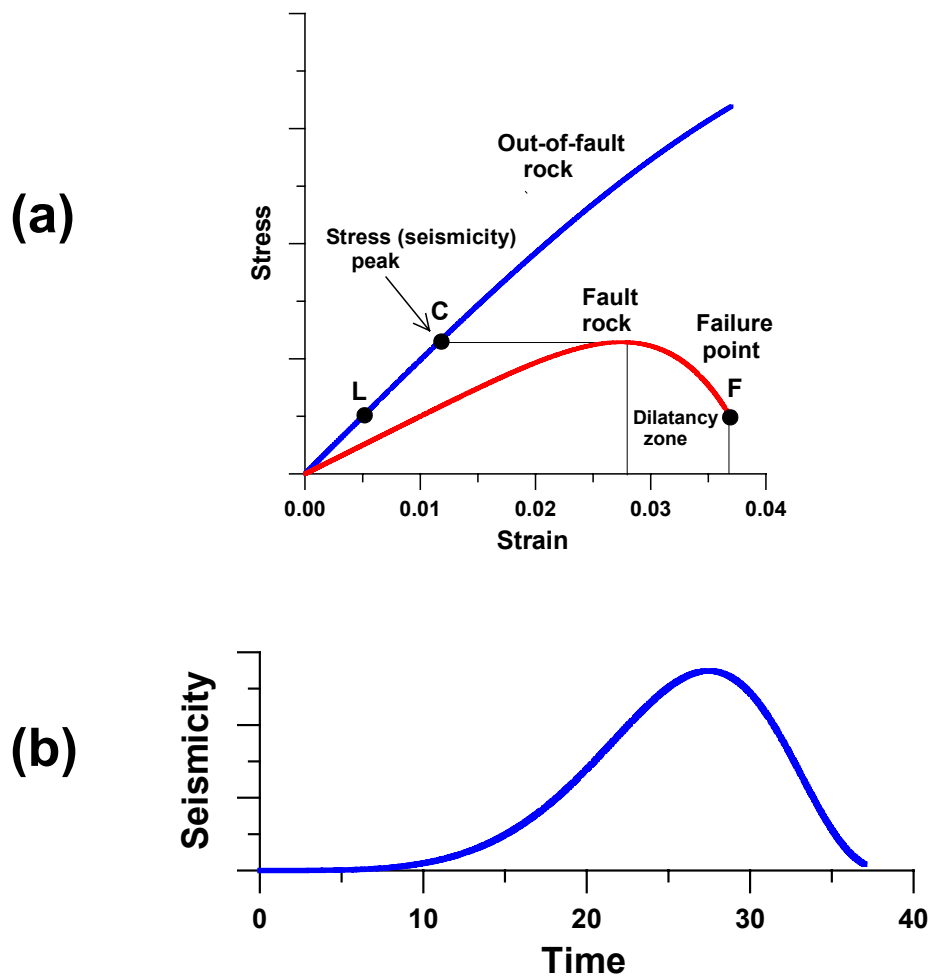 (a)
Stress
Out-of-fault
rock
Stress (seismicity)
peak
C
L
Fault
rock
Failure
point
F
Dilatancy
zone
0.00 0.01 0.02 0.03 0.04
Strain
(b)
Seismicity
0 10 20 30 40
Time